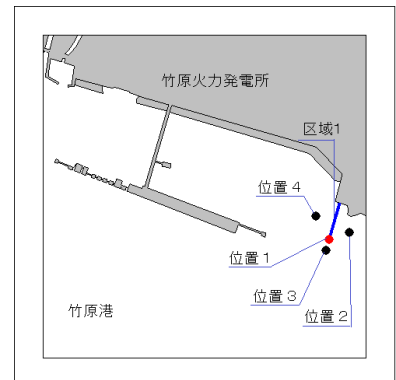 竹原火力発電所
区域1
位置４
位置１
位置３
位置２
竹原港